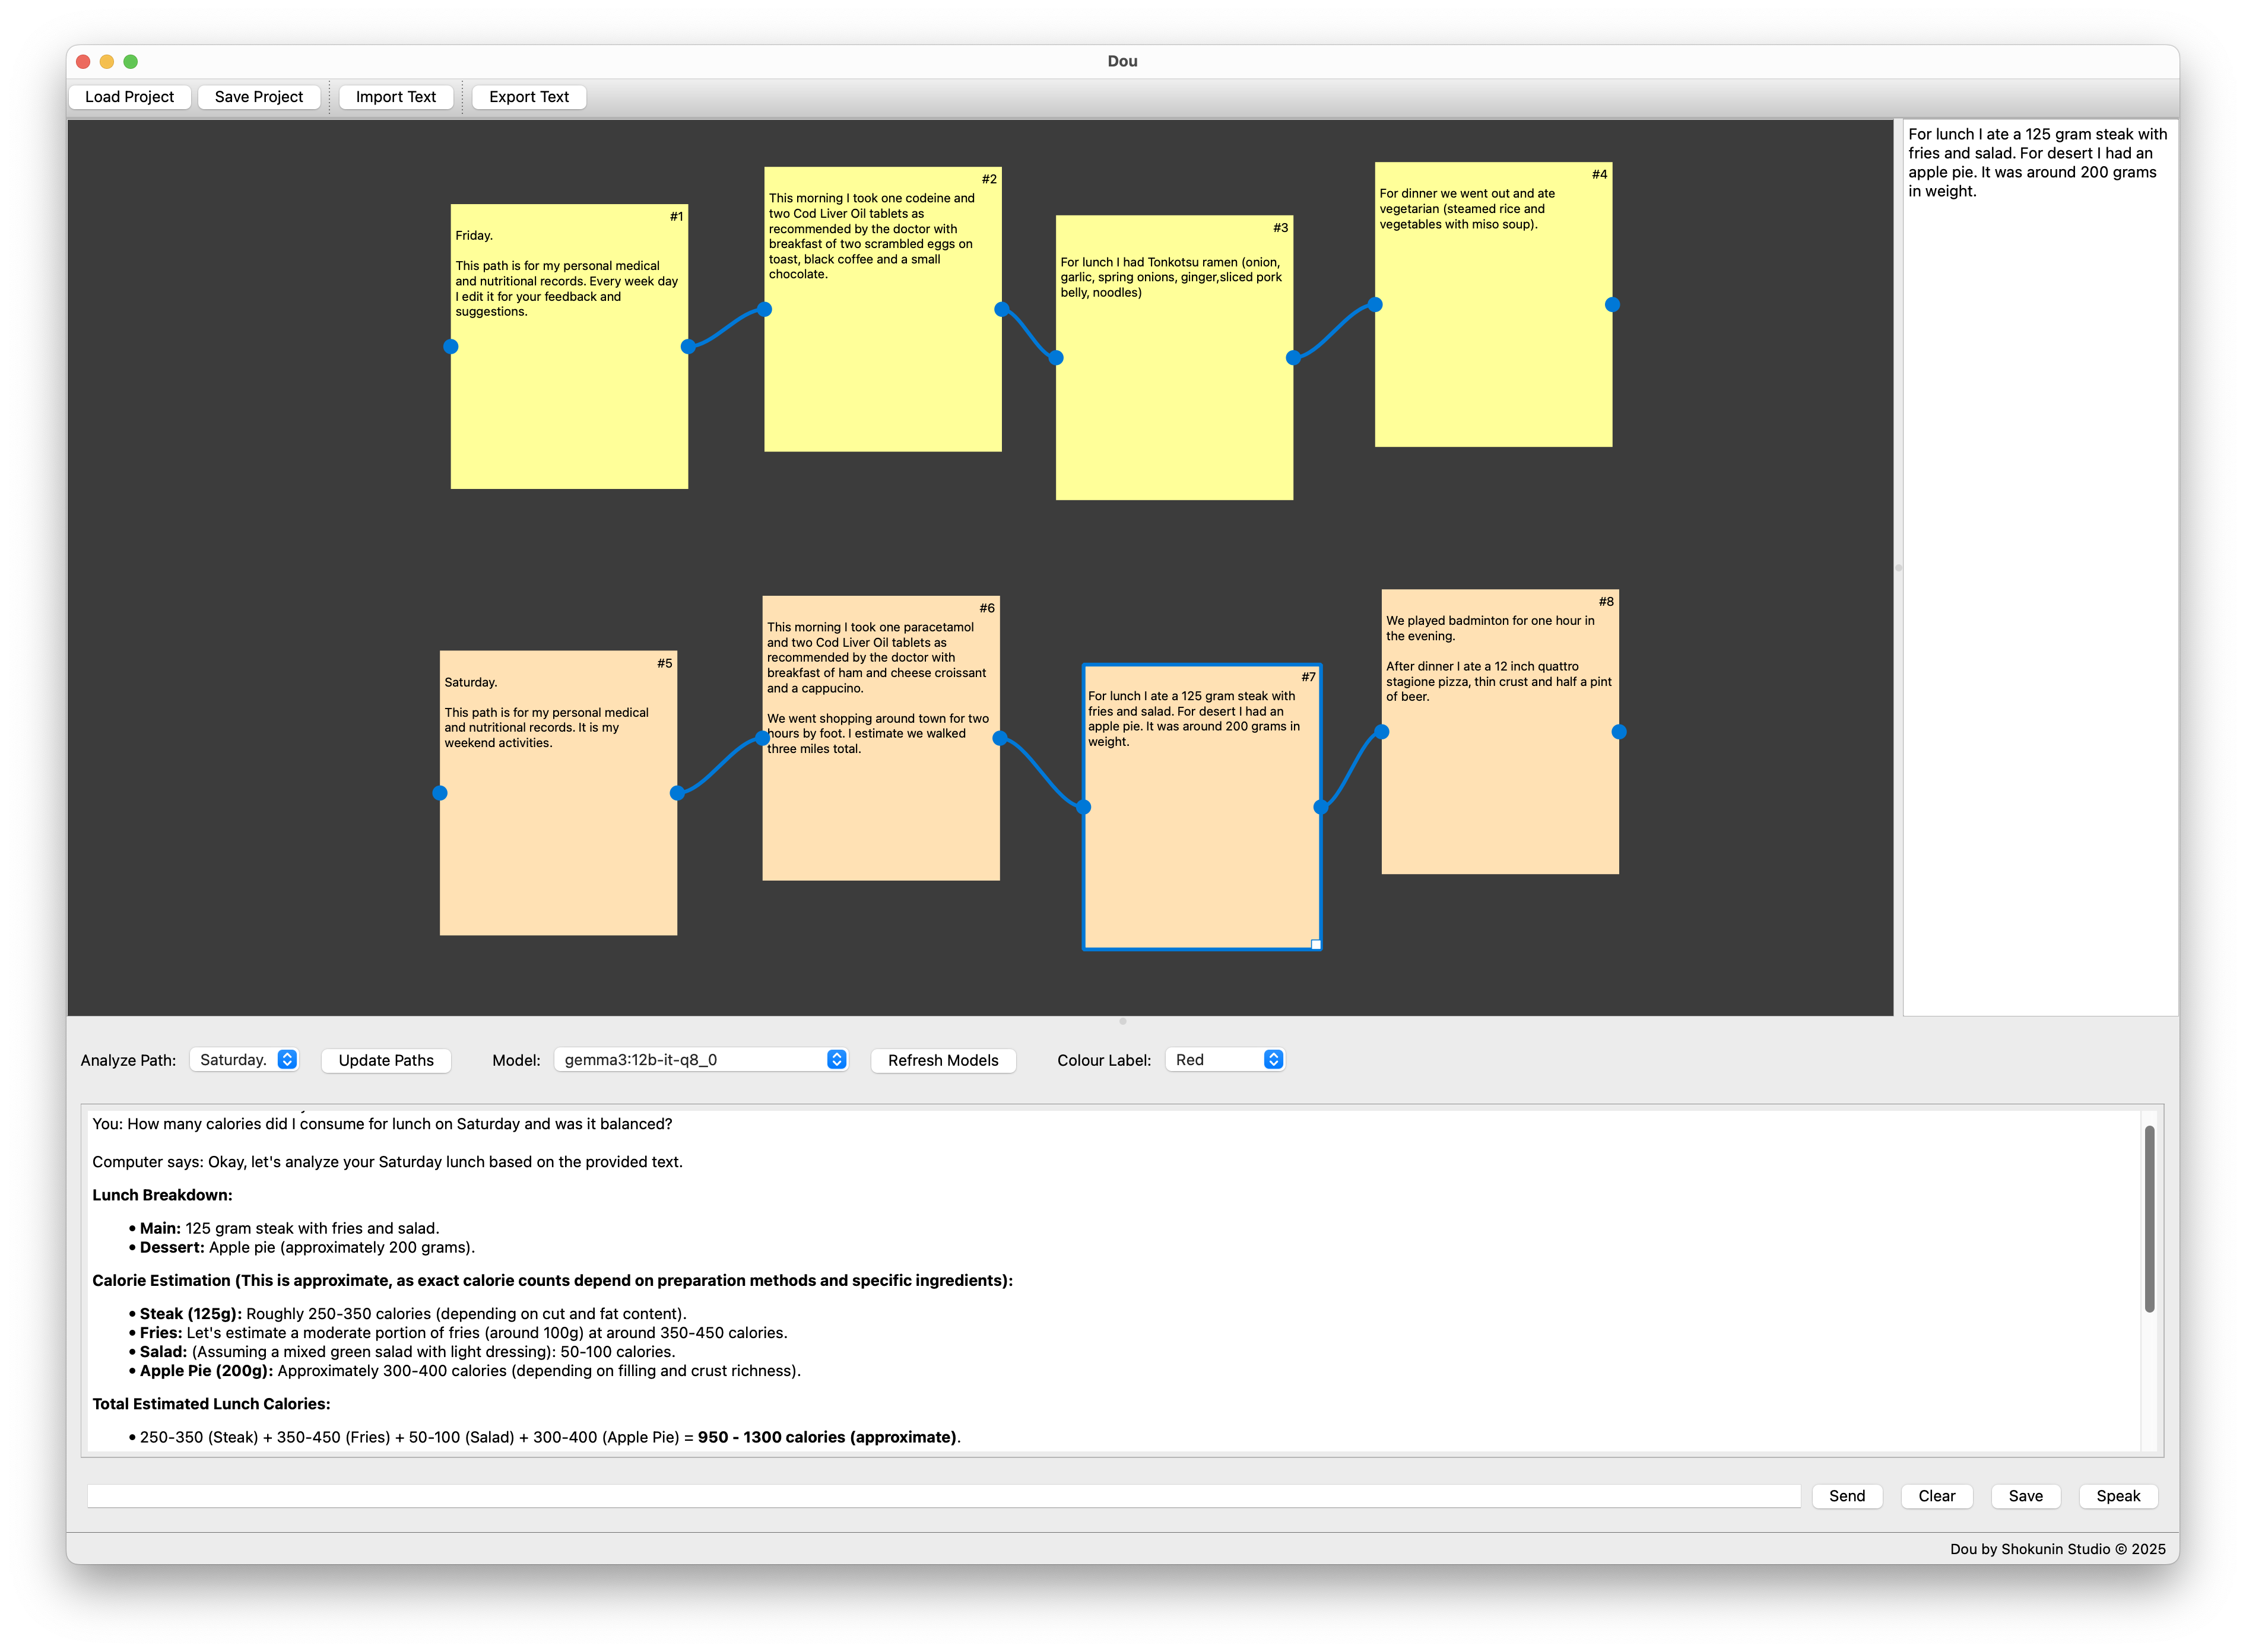 Dou
Load Project
Save Project
Import Text
Export Text
#1
Friday.
This path is for my personal medical
and nutritional records. Every week day
I edit it for your feedback and
suggestions.
#2
This morning I took one codeine and
two Cod Liver Oil tablets as
recommended by the doctor with
breakfast of two scrambled eggs on
toast, black coffee and a small
chocolate.
#3
For lunch I had Tonkotsu ramen (onion,
garlic, spring onions, ginger,sliced pork
belly, noodles)
#4
For dinner we went out and ate
vegetarian (steamed rice and
vegetables with miso soup).
For lunch I ate a 125 gram steak with
fries and salad. For desert I had an
apple pie. It was around 200 grams
in weight.
#5
Saturday.
This path is for my personal medical
and nutritional records. It is my
weekend activities.
#6
This morning I took one paracetamol
and two Cod Liver Oil tablets as
recommended by the doctor with
breakfast of ham and cheese croissant
and a cappucino.
We went shopping around town for two
hours by foot. I estimate we walked
three miles total.
#7
For lunch I ate a 125 gram steak with
fries and salad. For desert I had an
apple pie. It was around 200 grams in
weight.
#8
We played badminton for one hour in
the evening.
After dinner I ate a 12 inch quattro
stagione pizza, thin crust and half a pint
of beer.
Analyze Path:
Saturday.
Update Paths
Model:
gemma3:12b-it-q8_0
Refresh Models
Colour Label:
Red
You: How many calories did I consume for lunch on Saturday and was it balanced?
Computer says: Okay, let's analyze your Saturday lunch based on the provided text.
Lunch Breakdown:
• Main: 125 gram steak with fries and salad.
• Dessert: Apple pie (approximately 200 grams).
Calorie Estimation (This is approximate, as exact calorie counts depend on preparation methods and specific ingredients):
• Steak (125g): Roughly 250-350 calories (depending on cut and fat content).
• Fries: Let's estimate a moderate portion of fries (around 100g) at around 350-450 calories.
• Salad: (Assuming a mixed green salad with light dressing): 50-100 calories.
• Apple Pie (200g): Approximately 300-400 calories (depending on filling and crust richness).
Total Estimated Lunch Calories:
• 250-350 (Steak) + 350-450 (Fries) + 50-100 (Salad) + 300-400 (Apple Pie) = 950 - 1300 calories (approximate).
Send
Clear
Save
Speak
Dou by Shokunin Studio © 2025